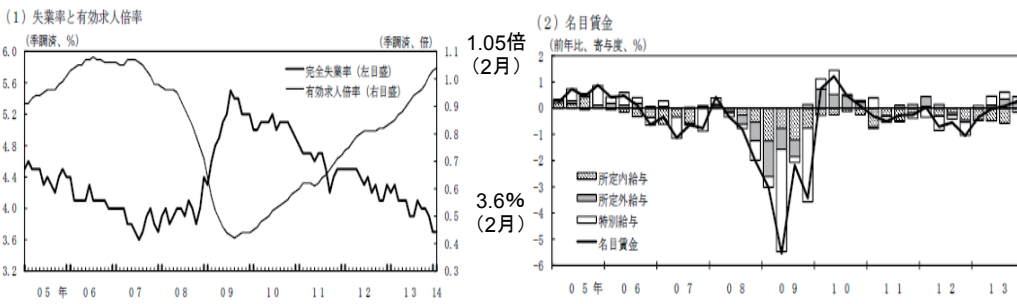 (1) 失業率と有効求人倍率
(季調済、%)
(季調済、倍)
6.0
5.6
5.2
4.8
4.4
4.0
3.6
3.2
完全失業率 (左目盛)
有効求人倍率 (右目盛)
1.1
1.0
0.9
0.8
0.7
0.6
0.5
0.4
0.3
05年 06 07 08 09 10 11 12 13 14
1.05倍
(2月)
3.6%
(2月)
(2) 名目賃金
(前年比、寄与度、%)
2
1
0
-1
-2
-3
-4
-5
-6
所定内給与
所定外給与
特別給与
名目賃金
05年 06 07 08 09 10 11 12 13